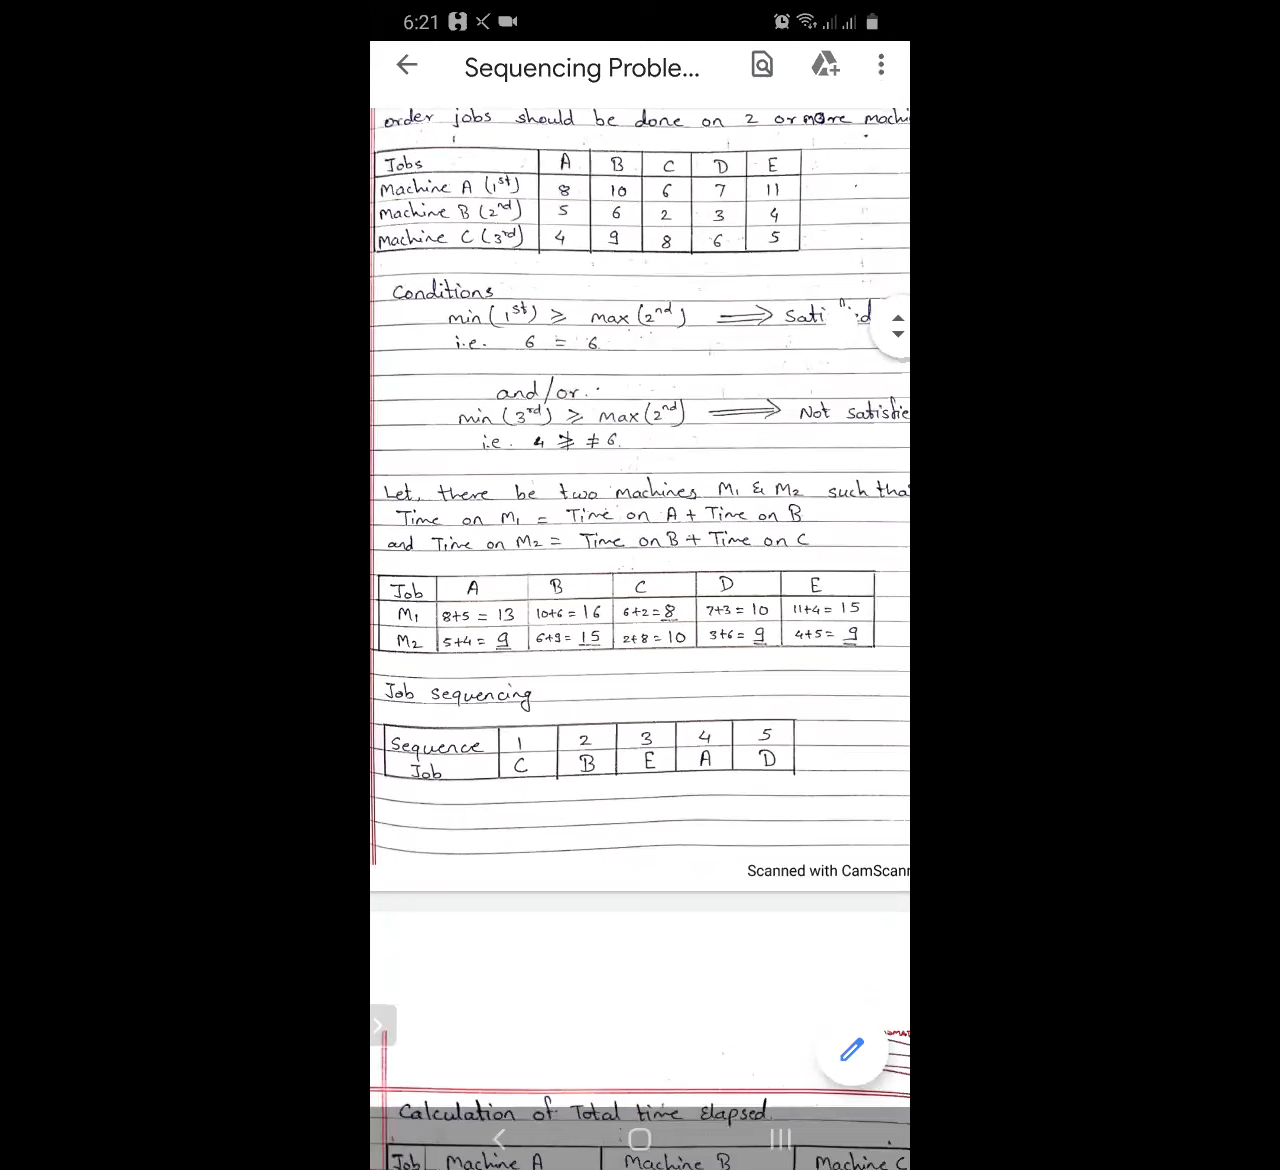 6:21
Sequencing Proble...
order jobs should be done on 2 or more machi
Jobs A B C D E
Machine A (1st) 8 10 6 7 11
Machine B (2nd) 5 6 2 3 4
Machine C (3rd) 4 9 8 6 5
Conditions
min (1st) ⩾ max (2nd) ⟹ Sati
i.e. 6 = 6.
and/or.
min (3rd) ⩾ max (2nd) ⟹ Not satisfie
i.e. 4 ≱ ≠ 6.
Let, there be two machines M1 & M2 such tha
Time on M1 = Time on A + Time on B
and Time on M2 = Time on B + Time on C
Job A B C D E
M1 8+5 = 13 10+6 = 16 6+2 = 8 7+3 = 10 11+4 = 15
M2 5+4 = 9 6+9 = 15 2+8 = 10 3+6 = 9 4+5 = 9
Job sequencing
Sequence 1 2 3 4 5
Job C B E A D
Scanned with CamScann
Calculation of Total time Elapsed
Job Machine A Machine B Machine C